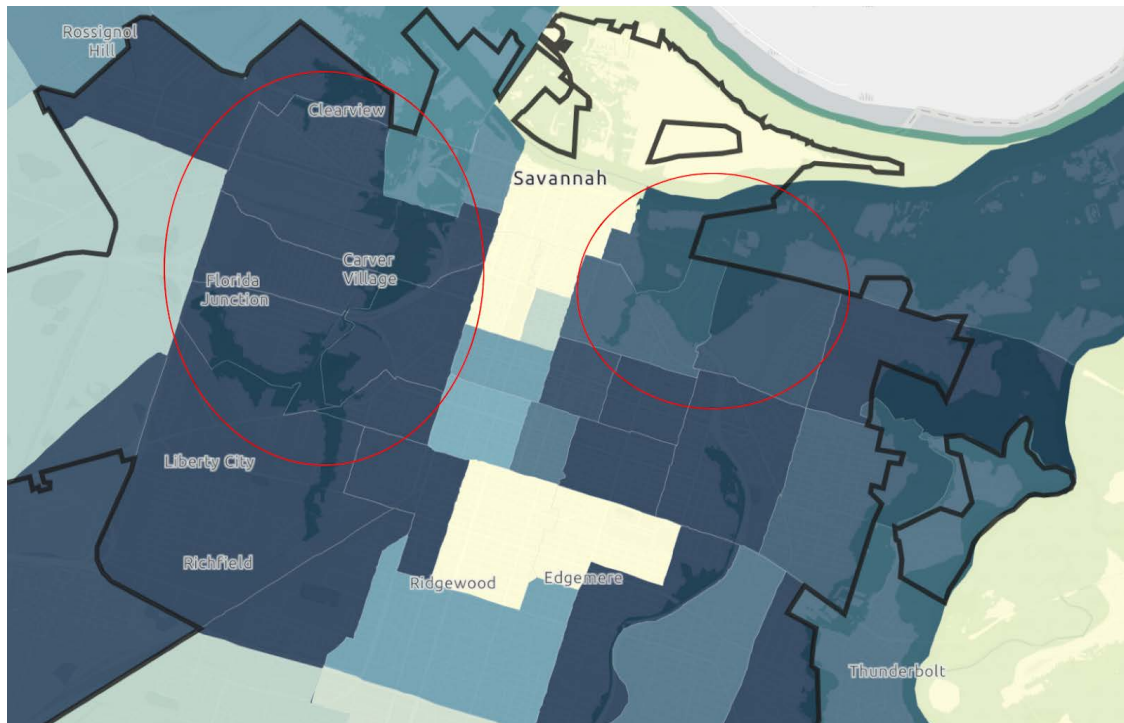 Rossignol
Hill
Clearview
Savannah
Carver
Village
Florida
Junction
Liberty City
Richfield
Ridgewood
Edgemere
Thunderbolt